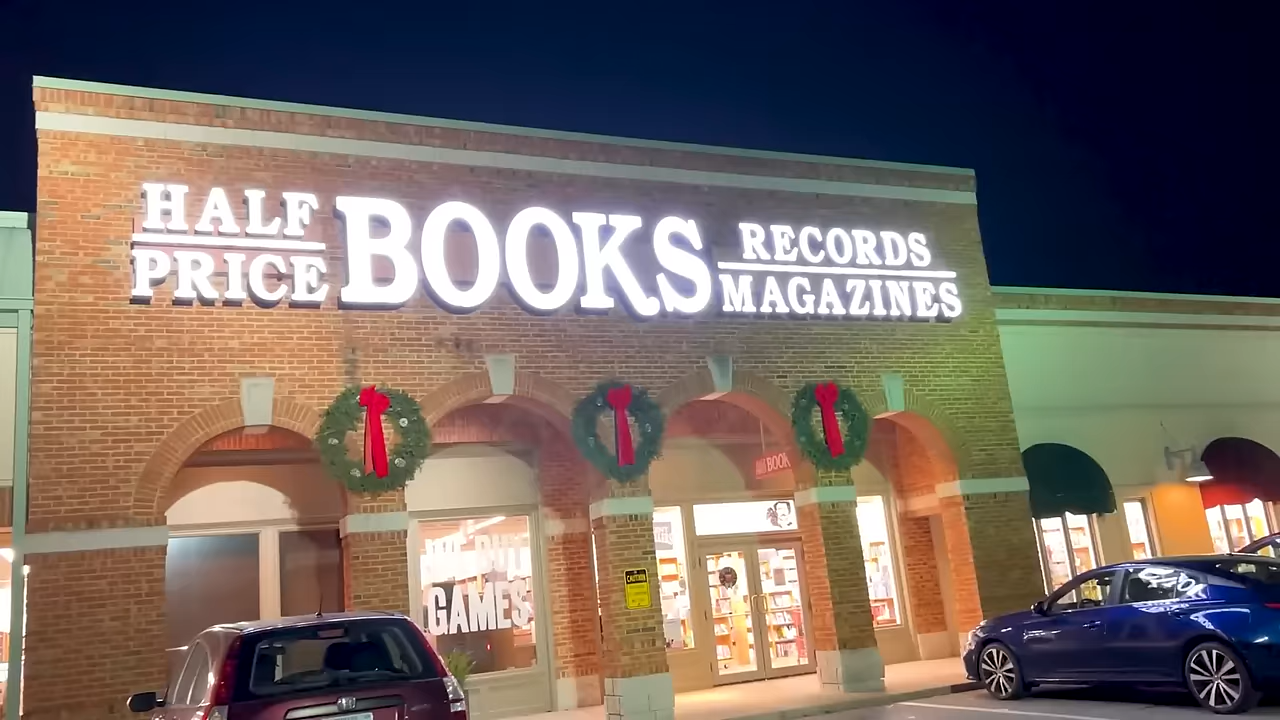 HALF
PRICE
BOOKS
RECORDS
MAGAZINES
BOOK
GAMES
CAUTION